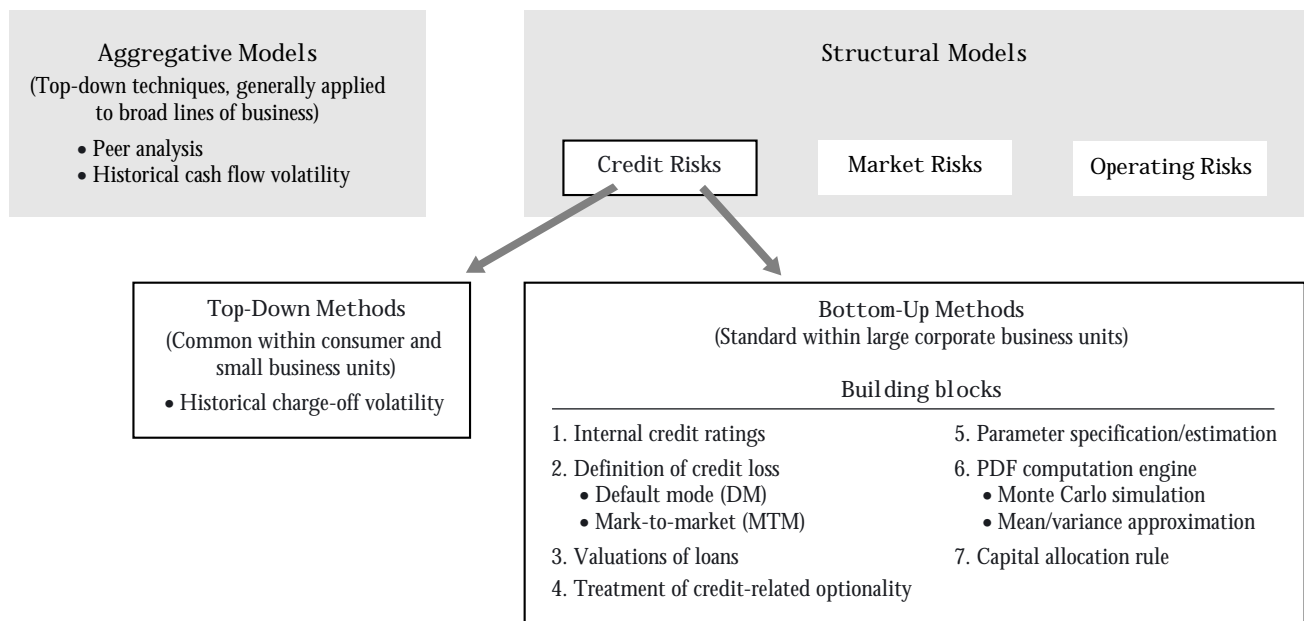 Aggregative Models
(Top-down techniques, generally applied
to broad lines of business)
• Peer analysis
• Historical cash flow volatility
Structural Models
Credit Risks
Market Risks
Operating Risks
Top-Down Methods
(Common within consumer and
small business units)
• Historical charge-off volatility
Bottom-Up Methods
(Standard within large corporate business units)
Building blocks
1. Internal credit ratings
2. Definition of credit loss
• Default mode (DM)
• Mark-to-market (MTM)
3. Valuations of loans
4. Treatment of credit-related optionality
5. Parameter specification/estimation
6. PDF computation engine
• Monte Carlo simulation
• Mean/variance approximation
7. Capital allocation rule